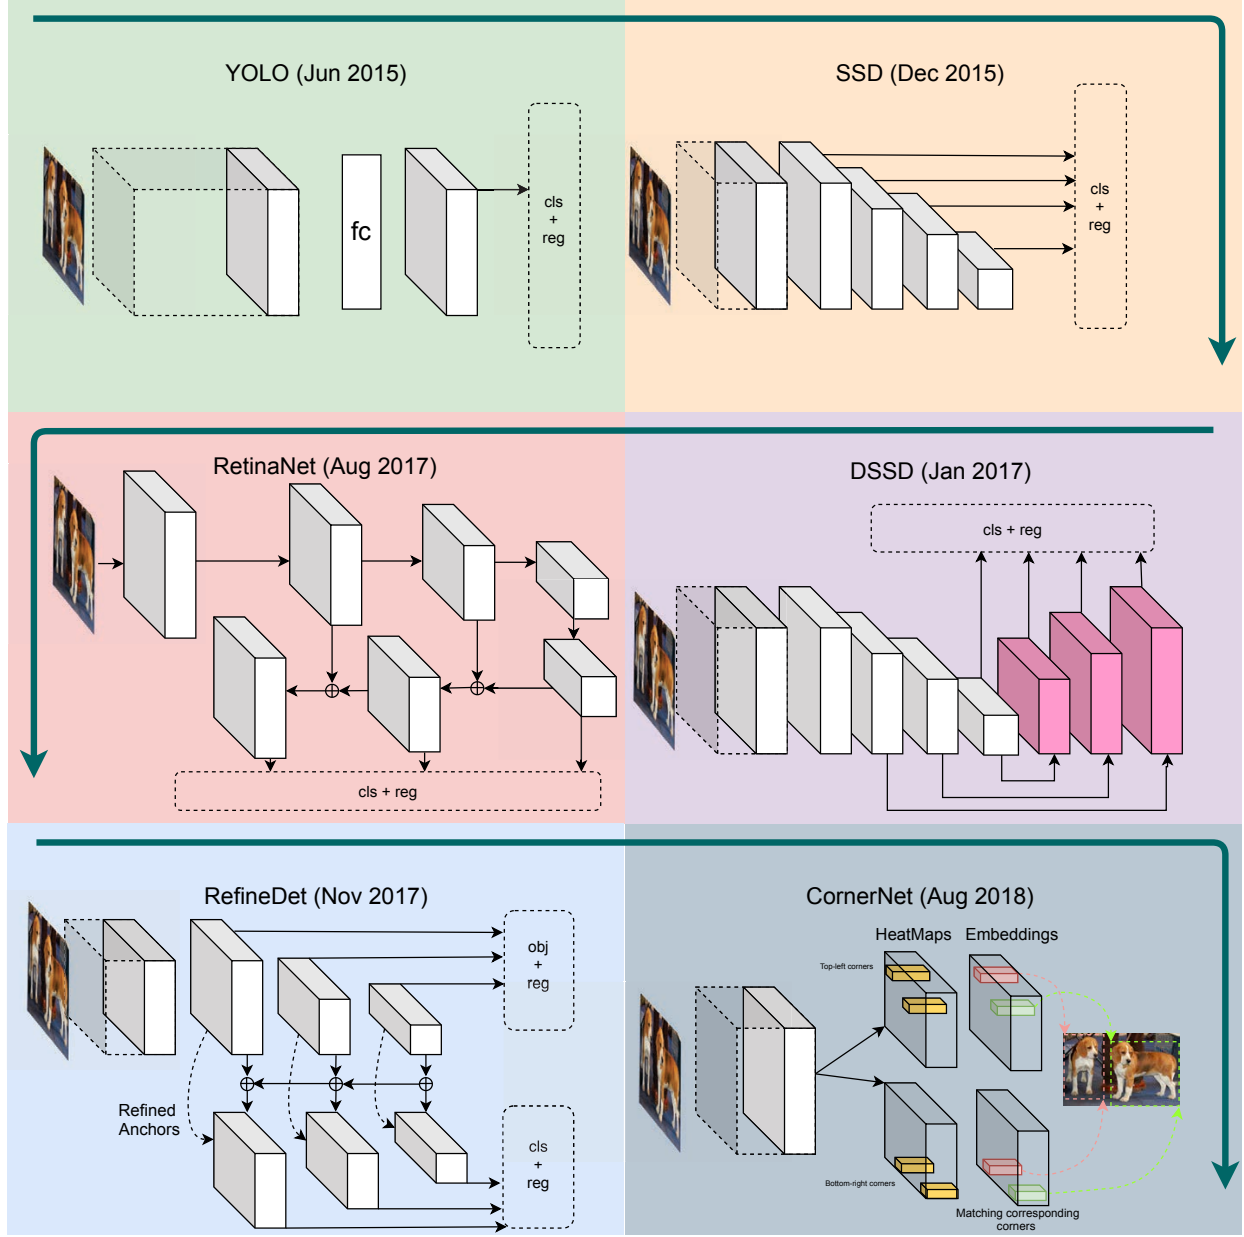 YOLO (Jun 2015)
fc
cls
+
reg
SSD (Dec 2015)
cls
+
reg
RetinaNet (Aug 2017)
cls + reg
DSSD (Jan 2017)
cls + reg
RefineDet (Nov 2017)
obj
+
reg
Refined
Anchors
cls
+
reg
CornerNet (Aug 2018)
HeatMaps
Embeddings
Top-left corners
Bottom-right corners
Matching corresponding
corners